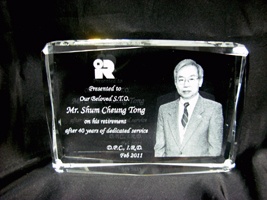 Presented to
Our Beloved S.T.O.
Mr. Shum Cheung Tong
on his retirement
after 40 years of dedicated service
D.P.C., I.R.D.
Feb 2011